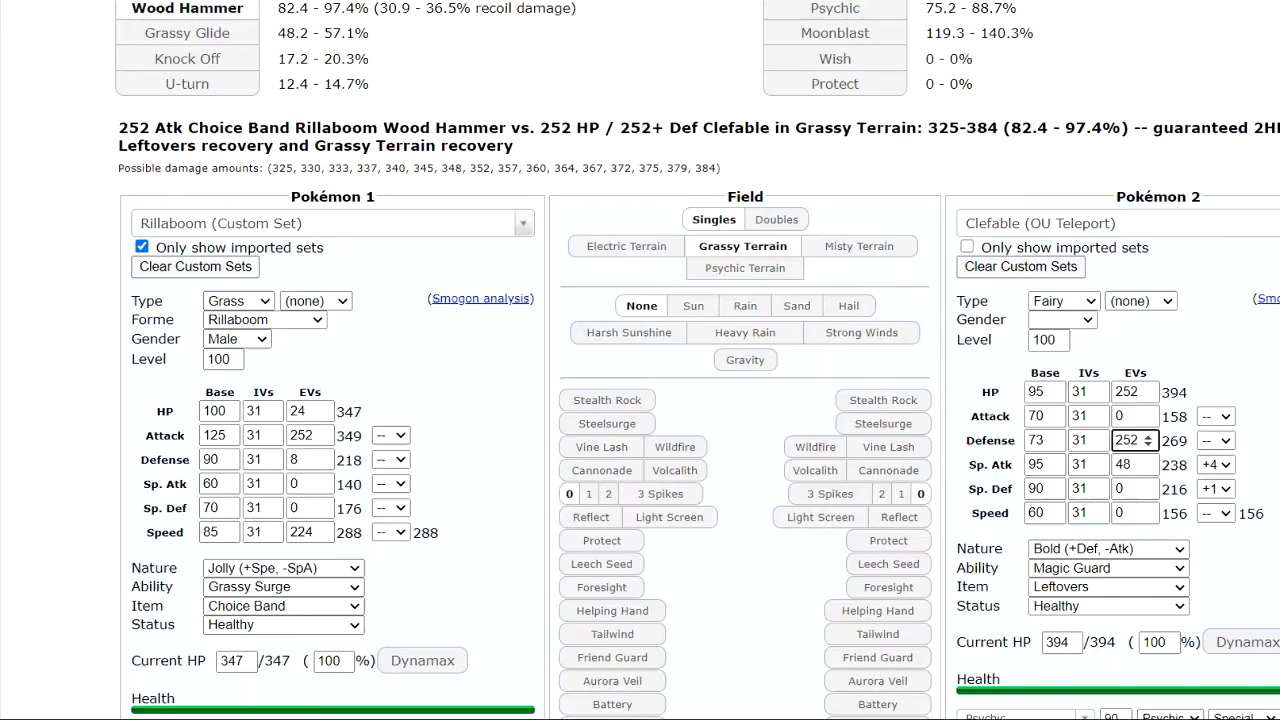 Wood Hammer 82.4 - 97.4% (30.9 - 36.5% recoil damage)
Grassy Glide 48.2 - 57.1%
Knock Off 17.2 - 20.3%
U-turn 12.4 - 14.7%
Psychic 75.2 - 88.7%
Moonblast 119.3 - 140.3%
Wish 0 - 0%
Protect 0 - 0%
252 Atk Choice Band Rillaboom Wood Hammer vs. 252 HP / 252+ Def Clefable in Grassy Terrain: 325-384 (82.4 - 97.4%) -- guaranteed 2H
Leftovers recovery and Grassy Terrain recovery
Possible damage amounts: (325, 330, 333, 337, 340, 345, 348, 352, 357, 360, 364, 367, 372, 375, 379, 384)
Pokémon 1
Rillaboom (Custom Set)
Only show imported sets
Clear Custom Sets
Type Grass (none) (Smogon analysis)
Forme Rillaboom
Gender Male
Level 100
Base IVs EVs
HP 100 31 24 347
Attack 125 31 252 349 --
Defense 90 31 8 218 --
Sp. Atk 60 31 0 140 --
Sp. Def 70 31 0 176 --
Speed 85 31 224 288 -- 288
Nature Jolly (+Spe, -SpA)
Ability Grassy Surge
Item Choice Band
Status Healthy
Current HP 347 /347 ( 100 %) Dynamax
Health
Field
Singles Doubles
Electric Terrain Grassy Terrain Misty Terrain
Psychic Terrain
None Sun Rain Sand Hail
Harsh Sunshine Heavy Rain Strong Winds
Gravity
Stealth Rock Stealth Rock
Steelsurge Steelsurge
Vine Lash Wildfire Wildfire Vine Lash
Cannonade Volcalith Volcalith Cannonade
0 1 2 3 Spikes 3 Spikes 2 1 0
Reflect Light Screen Light Screen Reflect
Protect Protect
Leech Seed Leech Seed
Foresight Foresight
Helping Hand Helping Hand
Tailwind Tailwind
Friend Guard Friend Guard
Aurora Veil Aurora Veil
Battery Battery
Pokémon 2
Clefable (OU Teleport)
Only show imported sets
Clear Custom Sets
Type Fairy (none) (Smo
Gender
Level 100
Base IVs EVs
HP 95 31 252 394
Attack 70 31 0 158 --
Defense 73 31 252 269 --
Sp. Atk 95 31 48 238 +4
Sp. Def 90 31 0 216 +1
Speed 60 31 0 156 -- 156
Nature Bold (+Def, -Atk)
Ability Magic Guard
Item Leftovers
Status Healthy
Current HP 394 /394 ( 100 %) Dynamax
Health
Psychic 90 Psychic Special